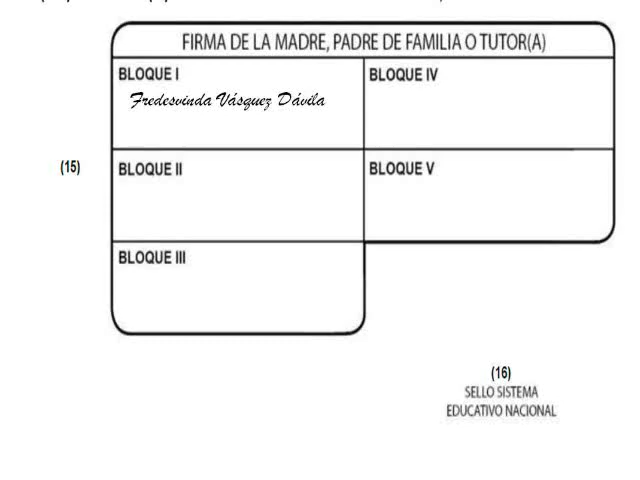 FIRMA DE LA MADRE, PADRE DE FAMILIA O TUTOR(A)
BLOQUE I
Fredesvinda Vásquez Dávila
BLOQUE IV
(15)
BLOQUE II
BLOQUE V
BLOQUE III
(16)
SELLO SISTEMA
EDUCATIVO NACIONAL